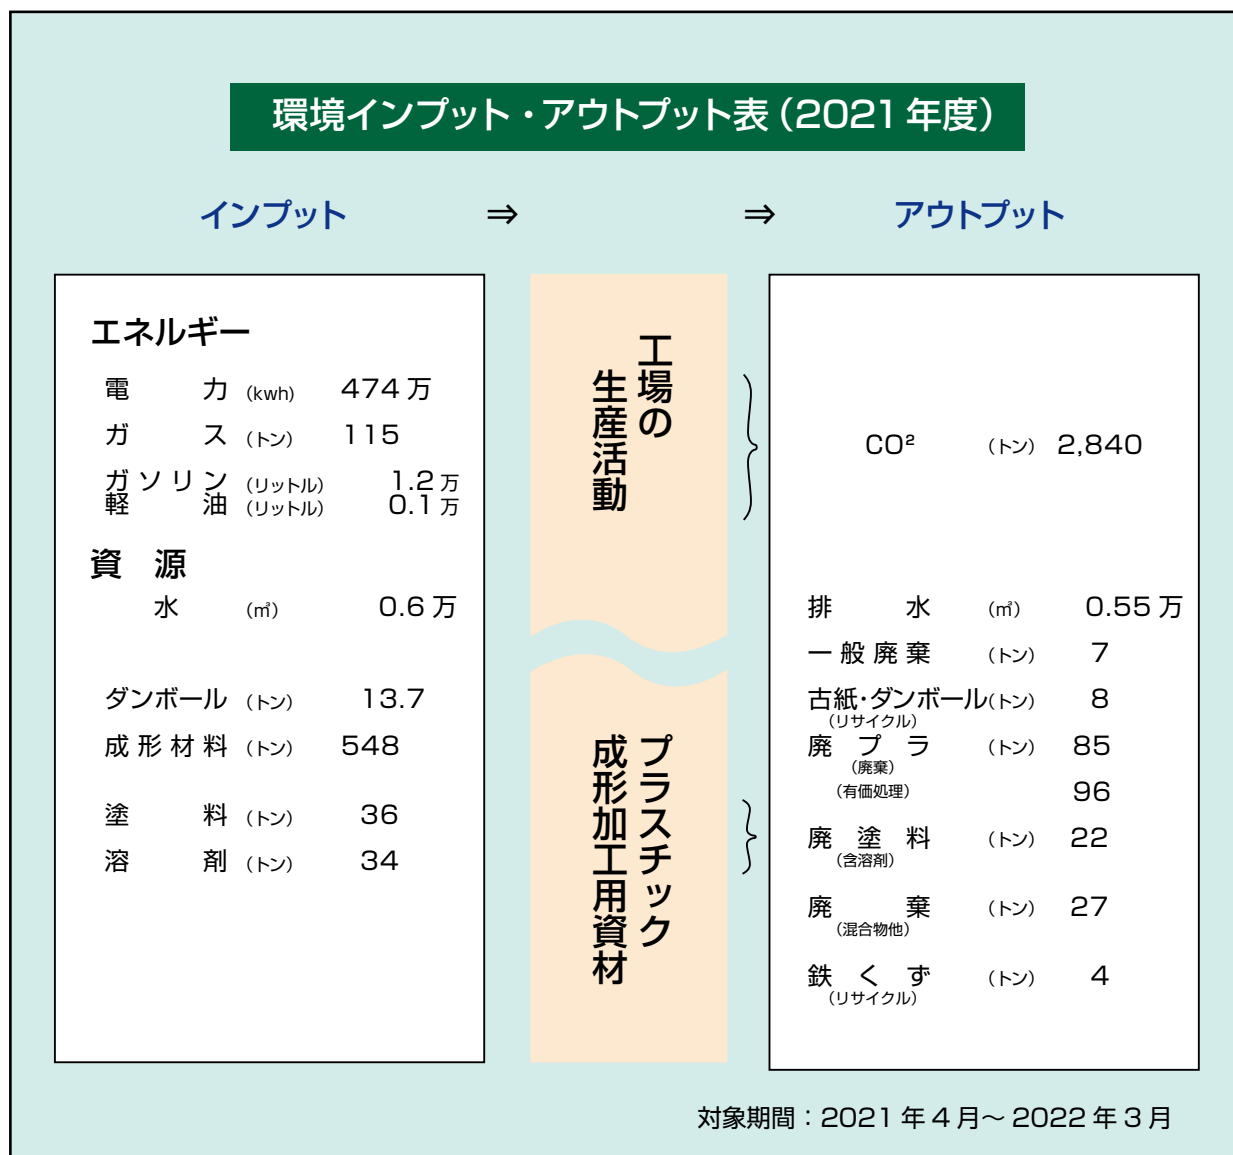 環境インプット・アウトプット表（2021年度）
インプット ⇒ ⇒ アウトプット
エネルギー
電力 (kwh) 474万
ガス (トン) 115
ガソリン (リットル) 1.2万
軽油 (リットル) 0.1万
資源
水 (㎥) 0.6万
ダンボール (トン) 13.7
成形材料 (トン) 548
塗料 (トン) 36
溶剤 (トン) 34
工場の
生産活動
プラスチック
成形加工用資材
CO² (トン) 2,840
排水 (㎥) 0.55万
一般廃棄 (トン) 7
古紙・ダンボール(トン) 8
(リサイクル)
廃プラ (トン) 85
(廃棄)
(有価処理) 96
廃塗料 (トン) 22
(含溶剤)
廃棄 (トン) 27
(混合物他)
鉄くず (トン) 4
(リサイクル)
対象期間：2021年4月～2022年3月